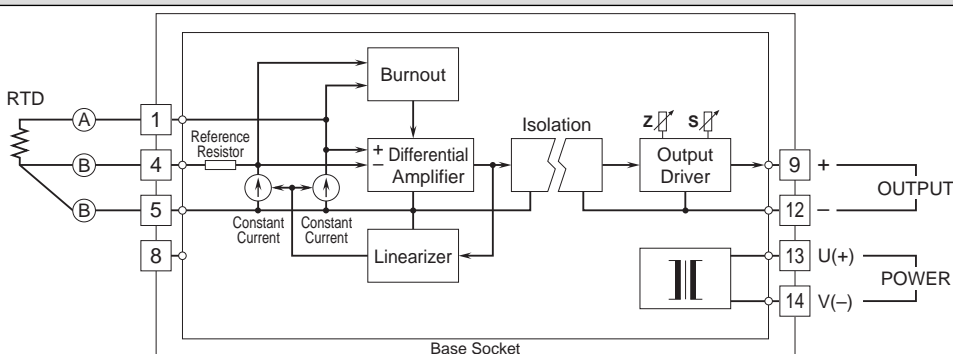 RTD
A
B
B
1
4
5
8
Reference
Resistor
Burnout
+
−
Differential
Amplifier
Constant
Current
Constant
Current
Linearizer
Isolation
Z
S
Output
Driver
9
+
12
−
OUTPUT
13
U(+)
14
V(−)
POWER
Base Socket